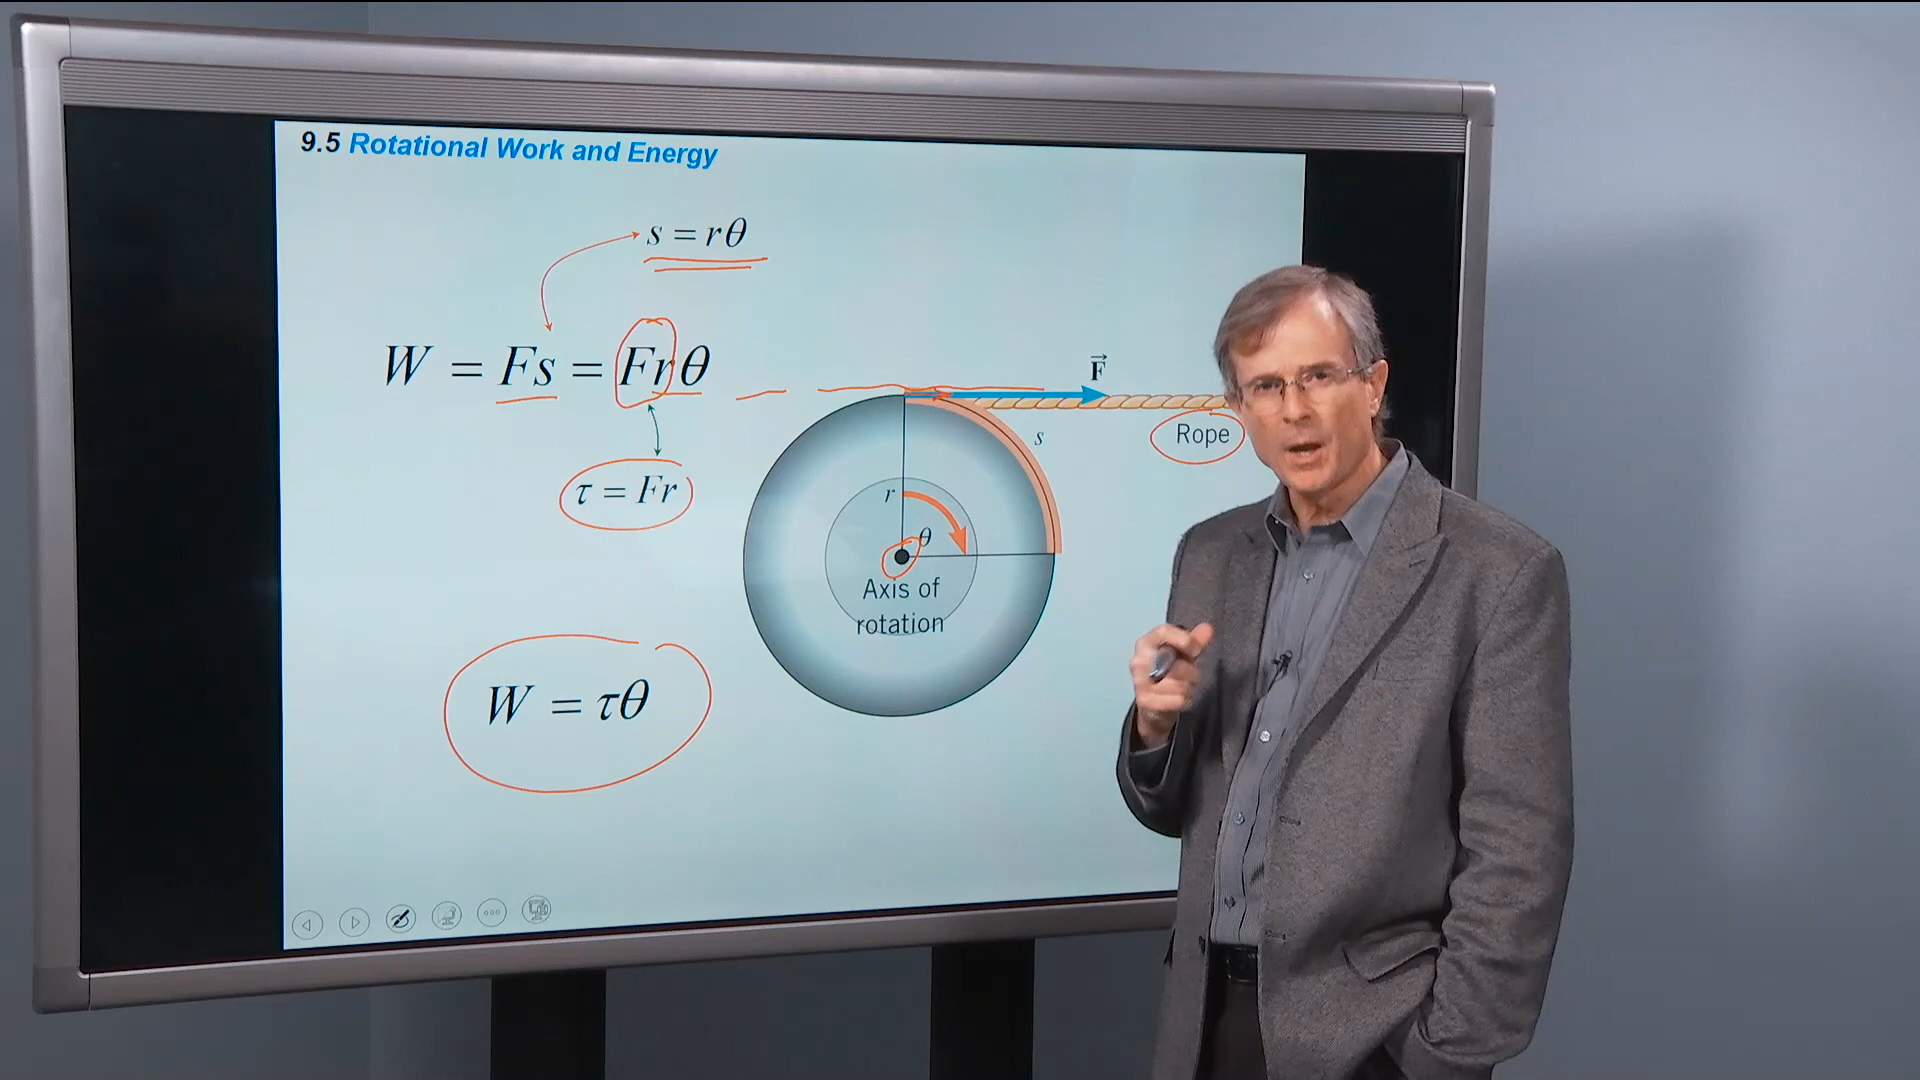 9.5 Rotational Work and Energy
s = rθ
W = Fs = Frθ
F⃗
Rope
s
τ = Fr
r
θ
Axis of
rotation
W = τθ